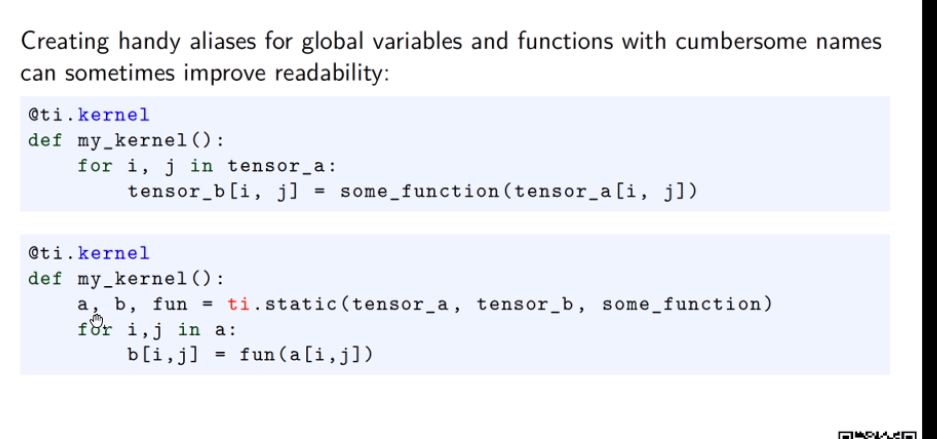 Creating handy aliases for global variables and functions with cumbersome names
can sometimes improve readability:
@ti.kernel
def my_kernel():
    for i, j in tensor_a:
        tensor_b[i, j] = some_function(tensor_a[i, j])
@ti.kernel
def my_kernel():
    a, b, fun = ti.static(tensor_a, tensor_b, some_function)
    for i,j in a:
        b[i,j] = fun(a[i,j])